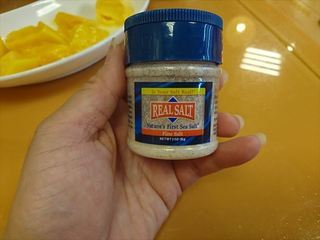 Is Your Salt Real?
REAL SALT
Nature's First Sea Salt
Fine Salt